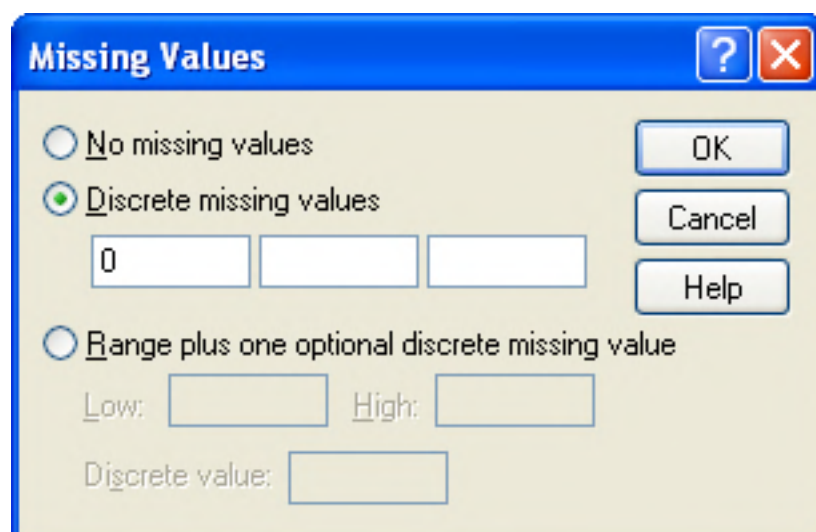 Missing Values
No missing values
OK
Discrete missing values
Cancel
0
Help
Range plus one optional discrete missing value
Low: High:
Discrete value: